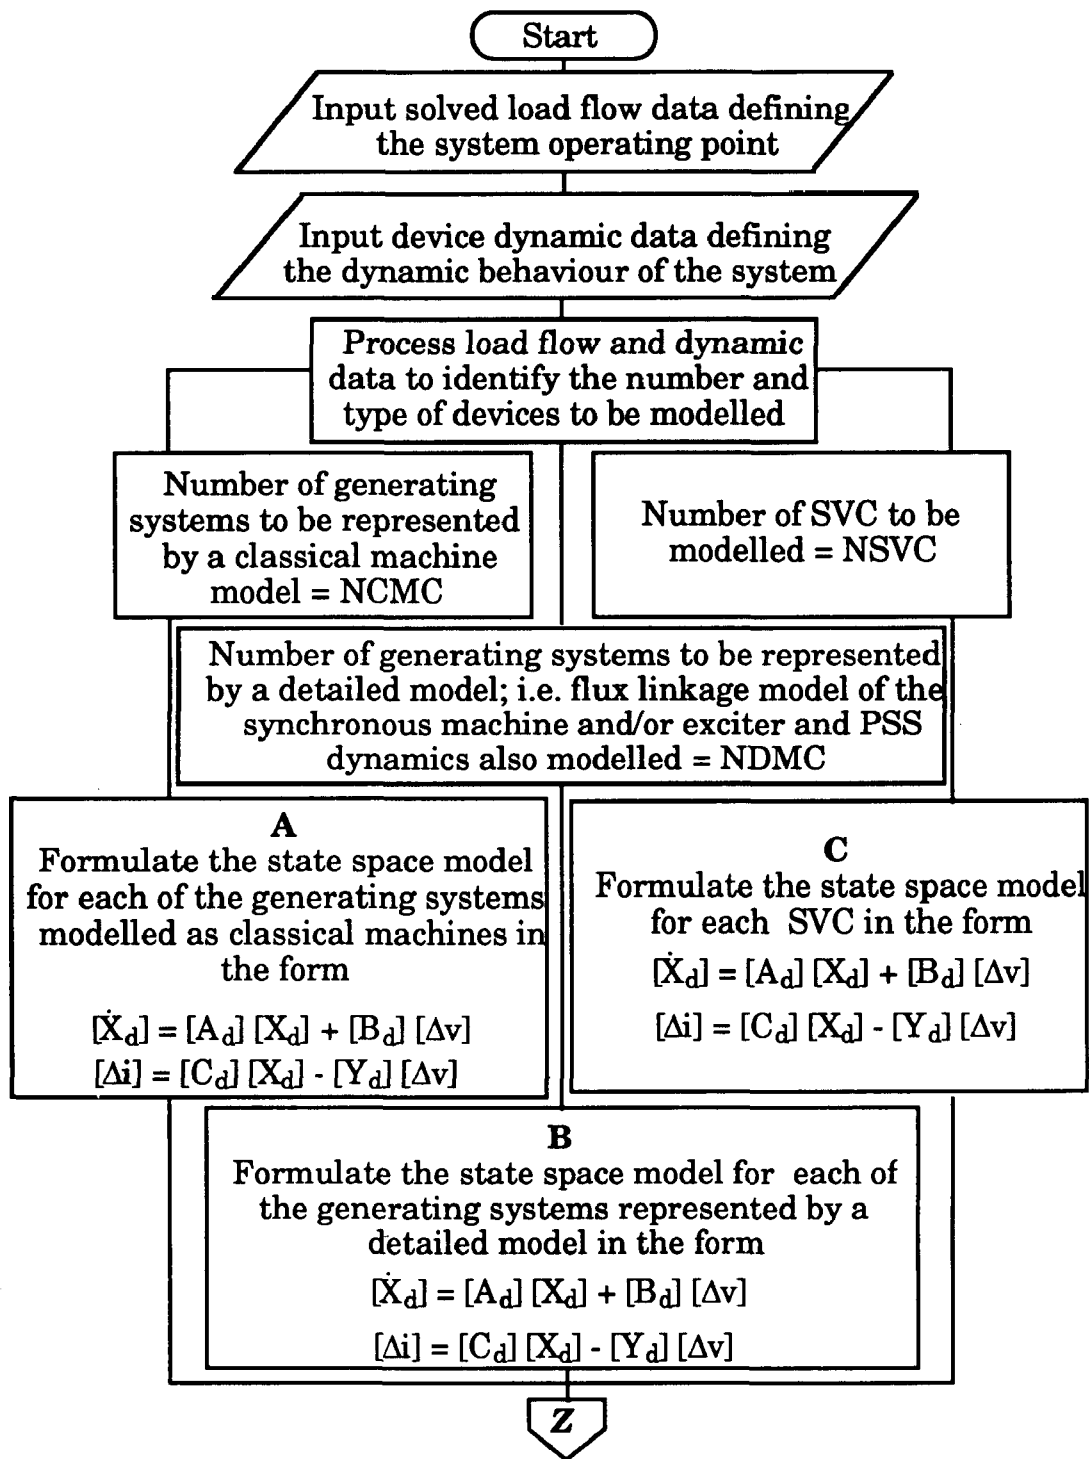 Start
Input solved load flow data defining
the system operating point
Input device dynamic data defining
the dynamic behaviour of the system
Process load flow and dynamic
data to identify the number and
type of devices to be modelled
Number of generating
systems to be represented
by a classical machine
model = NCMC
Number of SVC to be
modelled = NSVC
Number of generating systems to be represented
by a detailed model; i.e. flux linkage model of the
synchronous machine and/or exciter and PSS
dynamics also modelled = NDMC
A
Formulate the state space model
for each of the generating systems
modelled as classical machines in
the form
[Ẋd] = [Ad] [Xd] + [Bd] [Δv]
[Δi] = [Cd] [Xd] - [Yd] [Δv]
C
Formulate the state space model
for each SVC in the form
[Ẋd] = [Ad] [Xd] + [Bd] [Δv]
[Δi] = [Cd] [Xd] - [Yd] [Δv]
B
Formulate the state space model for each of
the generating systems represented by a
detailed model in the form
[Ẋd] = [Ad] [Xd] + [Bd] [Δv]
[Δi] = [Cd] [Xd] - [Yd] [Δv]
Z